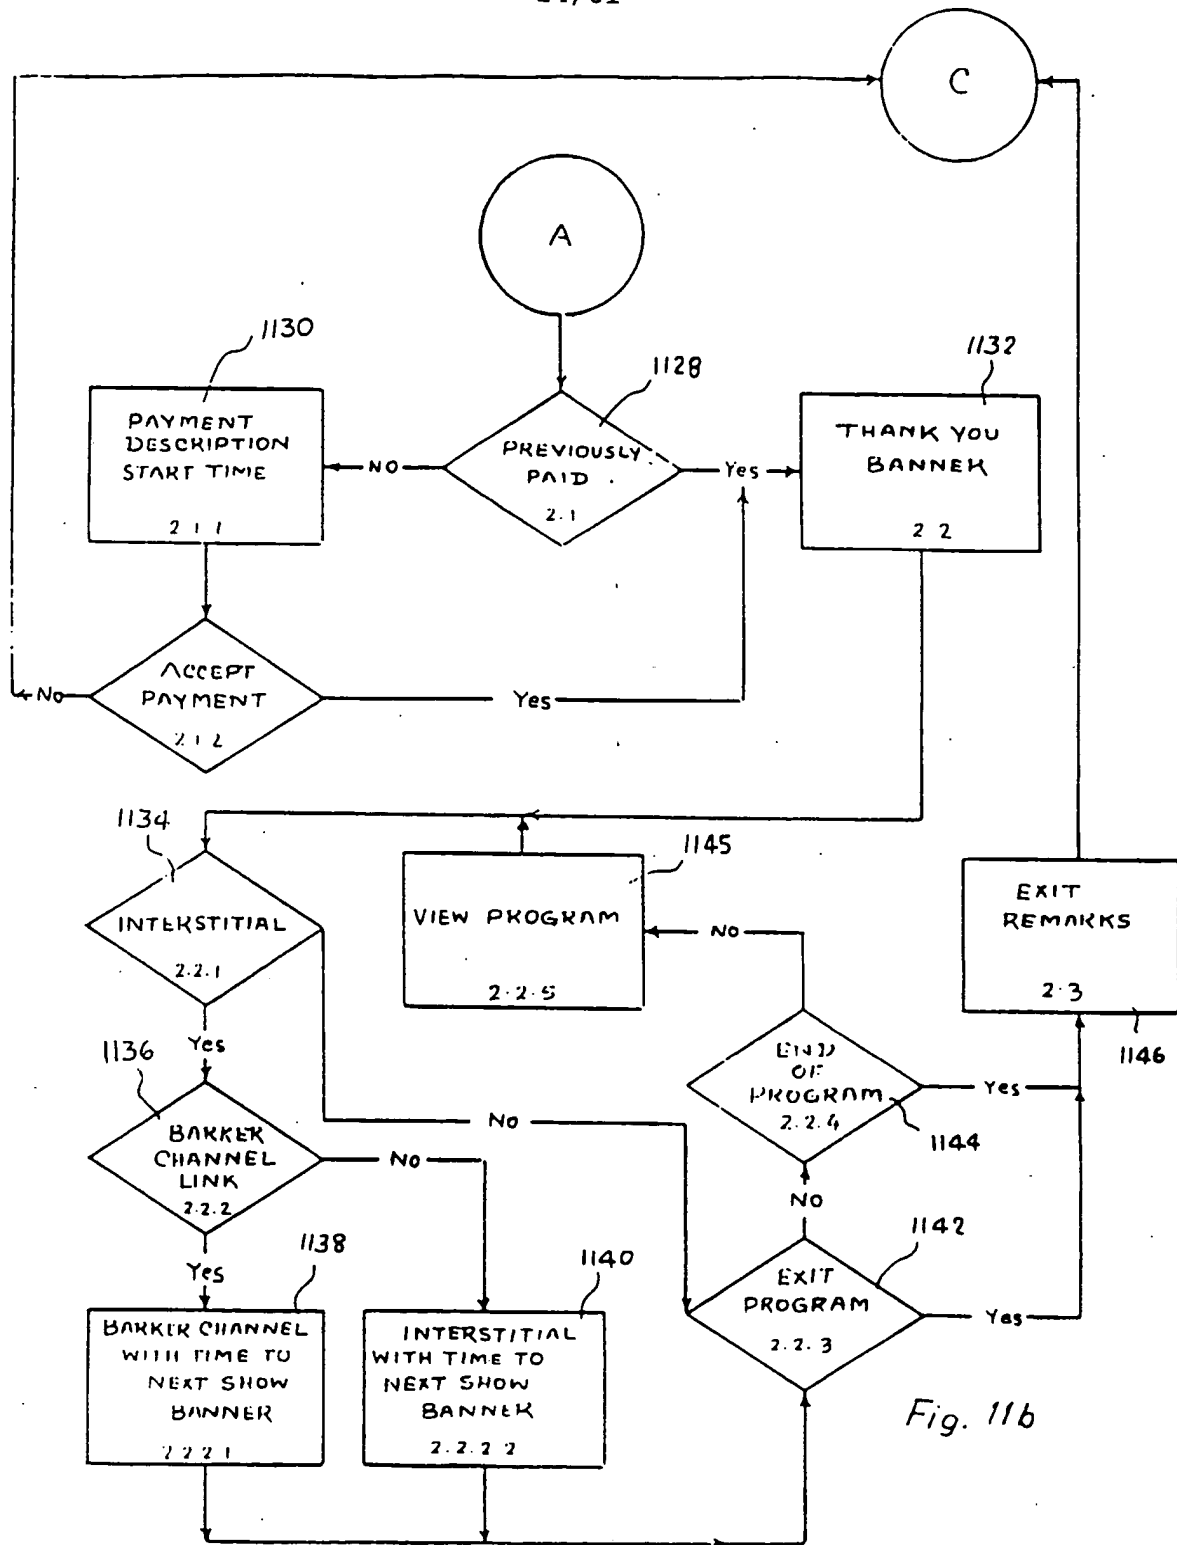 C
A
1130
1128
1132
PAYMENT
DESCRIPTION
START TIME
2 1 1
NO
PREVIOUSLY
PAID
2.1
Yes
THANK YOU
BANNER
2 2
ACCEPT
PAYMENT
2 1 2
No
Yes
1134
1145
INTERSTITIAL
2.2.1
VIEW PROGRAM
2.2.5
NO
EXIT
REMARKS
2.3
1146
Yes
1136
BARKER
CHANNEL
LINK
2.2.2
No
No
END
OF
PROGRAM
2.2.4
Yes
1144
NO
Yes
1138
1140
1142
EXIT
PROGRAM
2.2.3
Yes
BARKER CHANNEL
WITH TIME TO
NEXT SHOW
BANNER
2 2 2 1
INTERSTITIAL
WITH TIME TO
NEXT SHOW
BANNER
2.2.2 2
Fig. 11b